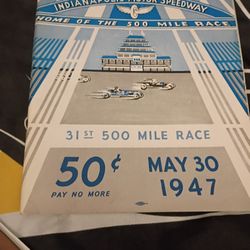 INDIANAPOLIS MOTOR SPEEDWAY
HOME OF THE 500 MILE RACE
31ST 500 MILE RACE
50¢
PAY NO MORE
MAY 30
1947